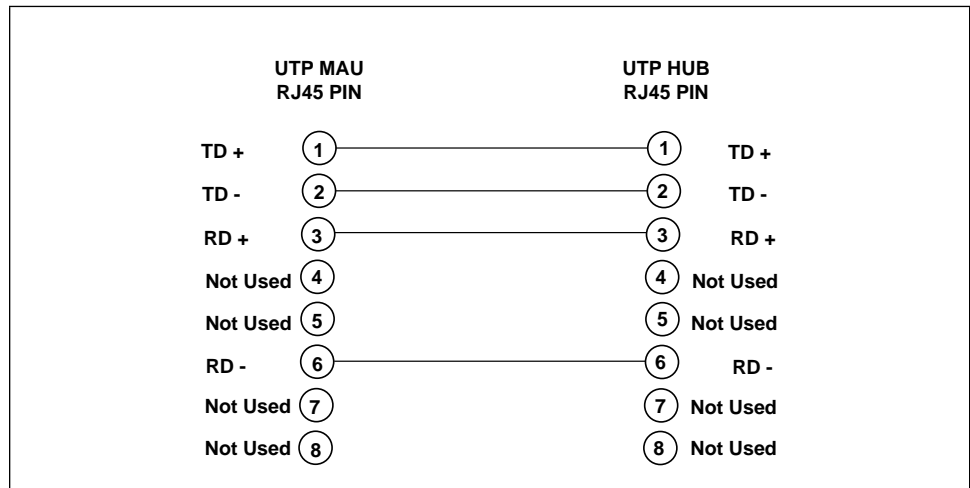 UTP MAU
RJ45 PIN
UTP HUB
RJ45 PIN
TD + 1 1 TD +
TD - 2 2 TD -
RD + 3 3 RD +
Not Used 4 4 Not Used
Not Used 5 5 Not Used
RD - 6 6 RD -
Not Used 7 7 Not Used
Not Used 8 8 Not Used